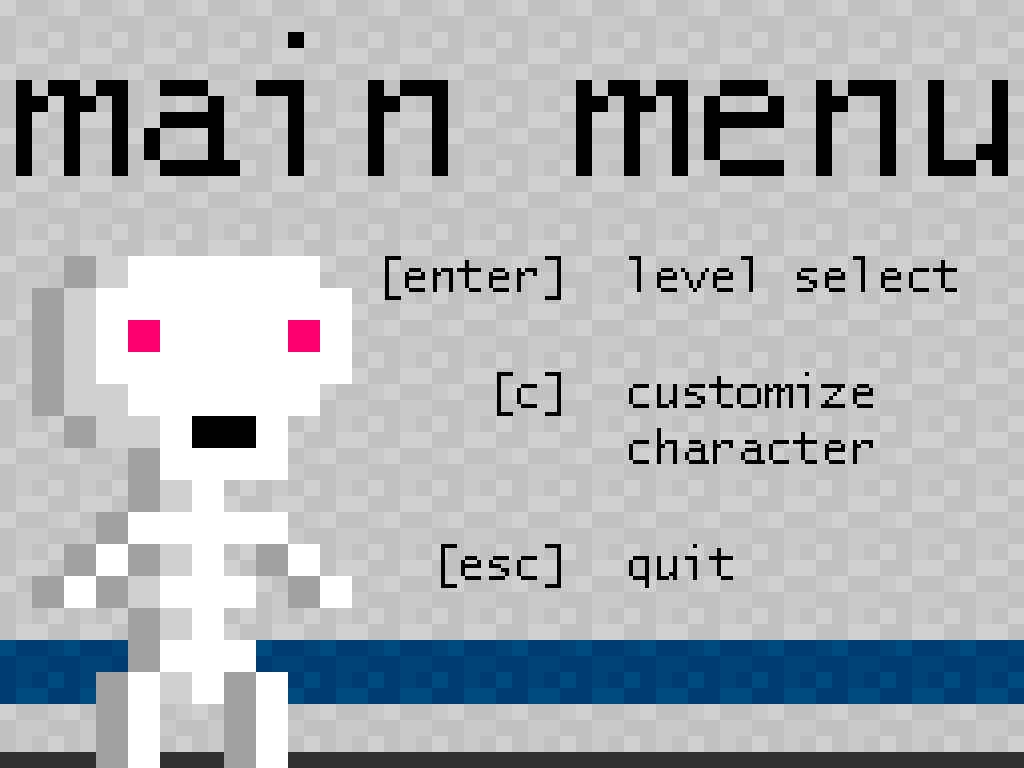 main menu
[enter] level select
[c] customize
character
[esc] quit